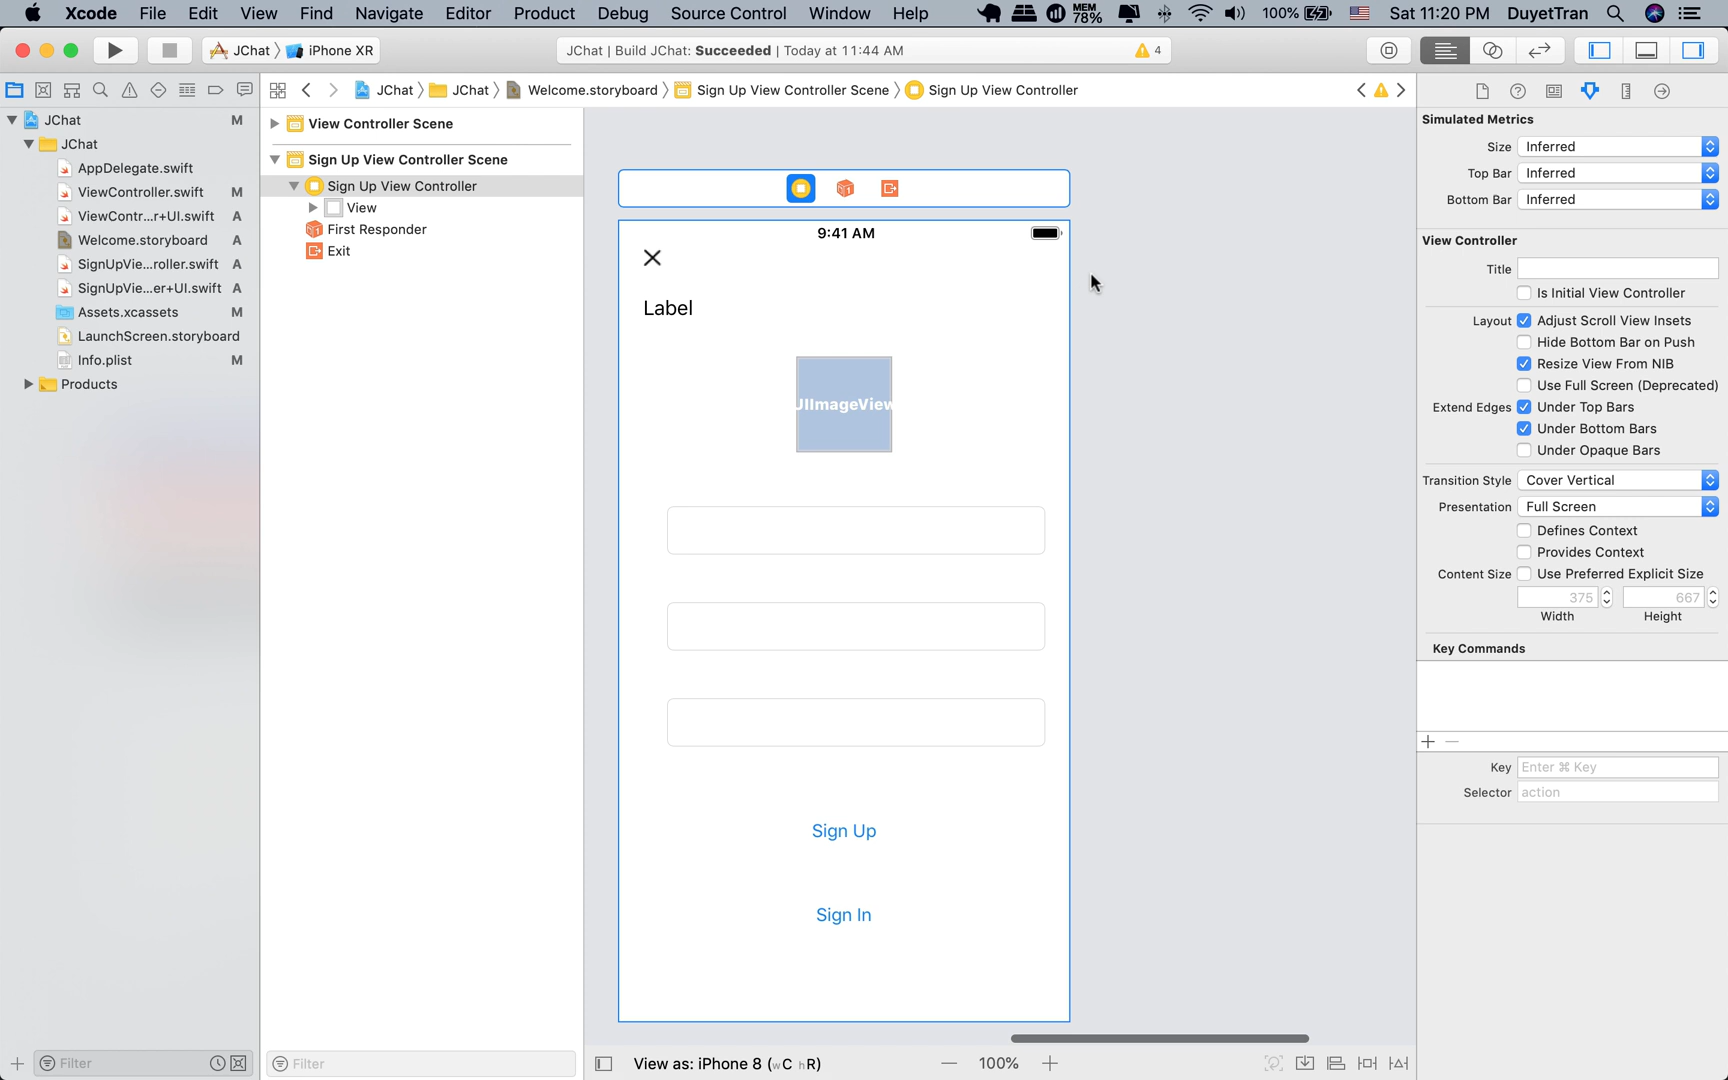 Xcode File Edit View Find Navigate Editor Product Debug Source Control Window Help MEM 78% 100% Sat 11:20 PM DuyetTran
JChat iPhone XR
JChat | Build JChat: Succeeded | Today at 11:44 AM 4
JChat JChat Welcome.storyboard Sign Up View Controller Scene Sign Up View Controller
JChat M
JChat
AppDelegate.swift
ViewController.swift M
ViewContr...r+UI.swift A
Welcome.storyboard A
SignUpVie...roller.swift A
SignUpVie...er+UI.swift A
Assets.xcassets M
LaunchScreen.storyboard
Info.plist M
Products
Filter
View Controller Scene
Sign Up View Controller Scene
Sign Up View Controller
View
First Responder
Exit
Filter
9:41 AM
Label
UIImageView
Sign Up
Sign In
View as: iPhone 8 (wC hR) 100%
Simulated Metrics
Size Inferred
Top Bar Inferred
Bottom Bar Inferred
View Controller
Title
Is Initial View Controller
Layout Adjust Scroll View Insets
Hide Bottom Bar on Push
Resize View From NIB
Use Full Screen (Deprecated)
Extend Edges Under Top Bars
Under Bottom Bars
Under Opaque Bars
Transition Style Cover Vertical
Presentation Full Screen
Defines Context
Provides Context
Content Size Use Preferred Explicit Size
375 667
Width Height
Key Commands
Key Enter ⌘ Key
Selector action